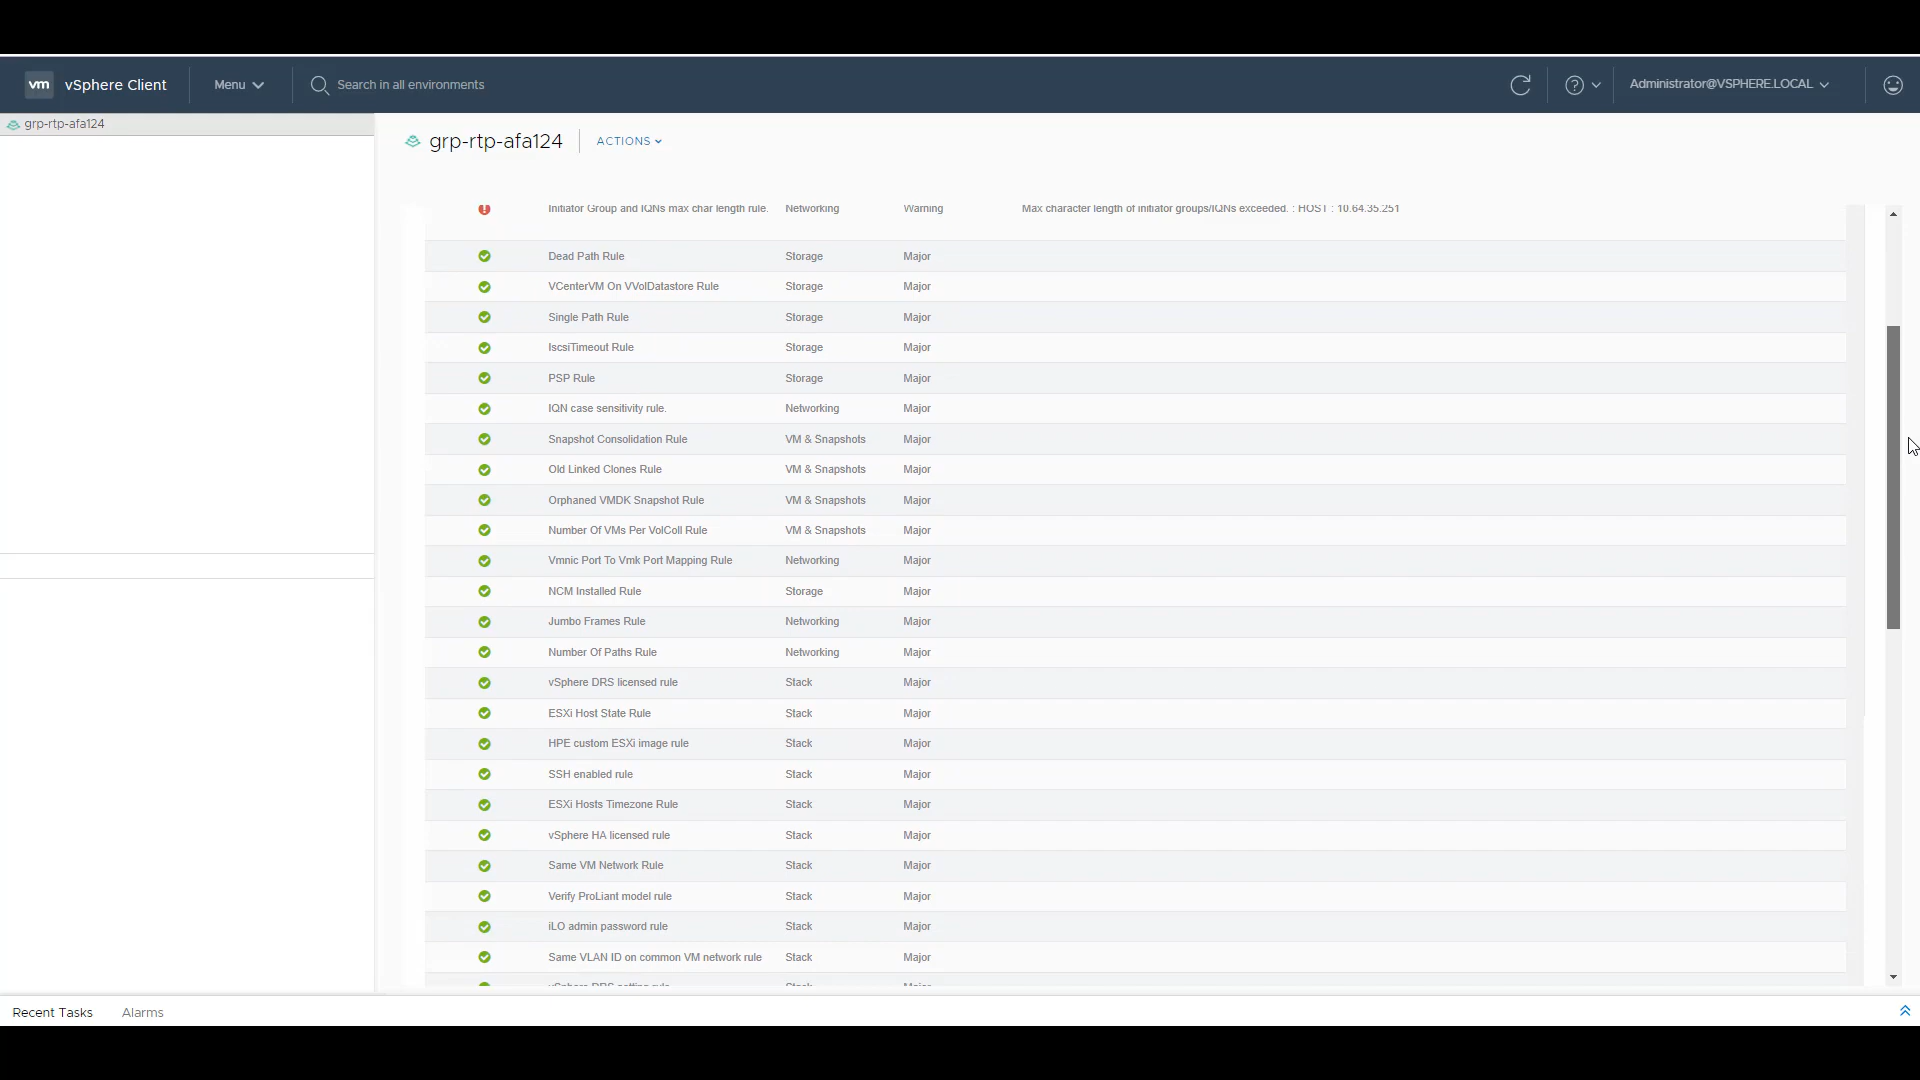 vm vSphere Client Menu Search in all environments Administrator@VSPHERE.LOCAL
grp-rtp-afa124
grp-rtp-afa124 ACTIONS
Initiator Group and IQNs max char length rule. Networking Warning Max character length of initiator groups/IQNs exceeded. : HOST : 10.64.35.251
Dead Path Rule Storage Major
VCenterVM On VVolDatastore Rule Storage Major
Single Path Rule Storage Major
IscsiTimeout Rule Storage Major
PSP Rule Storage Major
IQN case sensitivity rule. Networking Major
Snapshot Consolidation Rule VM & Snapshots Major
Old Linked Clones Rule VM & Snapshots Major
Orphaned VMDK Snapshot Rule VM & Snapshots Major
Number Of VMs Per VolColl Rule VM & Snapshots Major
Vmnic Port To Vmk Port Mapping Rule Networking Major
NCM Installed Rule Storage Major
Jumbo Frames Rule Networking Major
Number Of Paths Rule Networking Major
vSphere DRS licensed rule Stack Major
ESXi Host State Rule Stack Major
HPE custom ESXi image rule Stack Major
SSH enabled rule Stack Major
ESXi Hosts Timezone Rule Stack Major
vSphere HA licensed rule Stack Major
Same VM Network Rule Stack Major
Verify ProLiant model rule Stack Major
iLO admin password rule Stack Major
Same VLAN ID on common VM network rule Stack Major
Recent Tasks Alarms